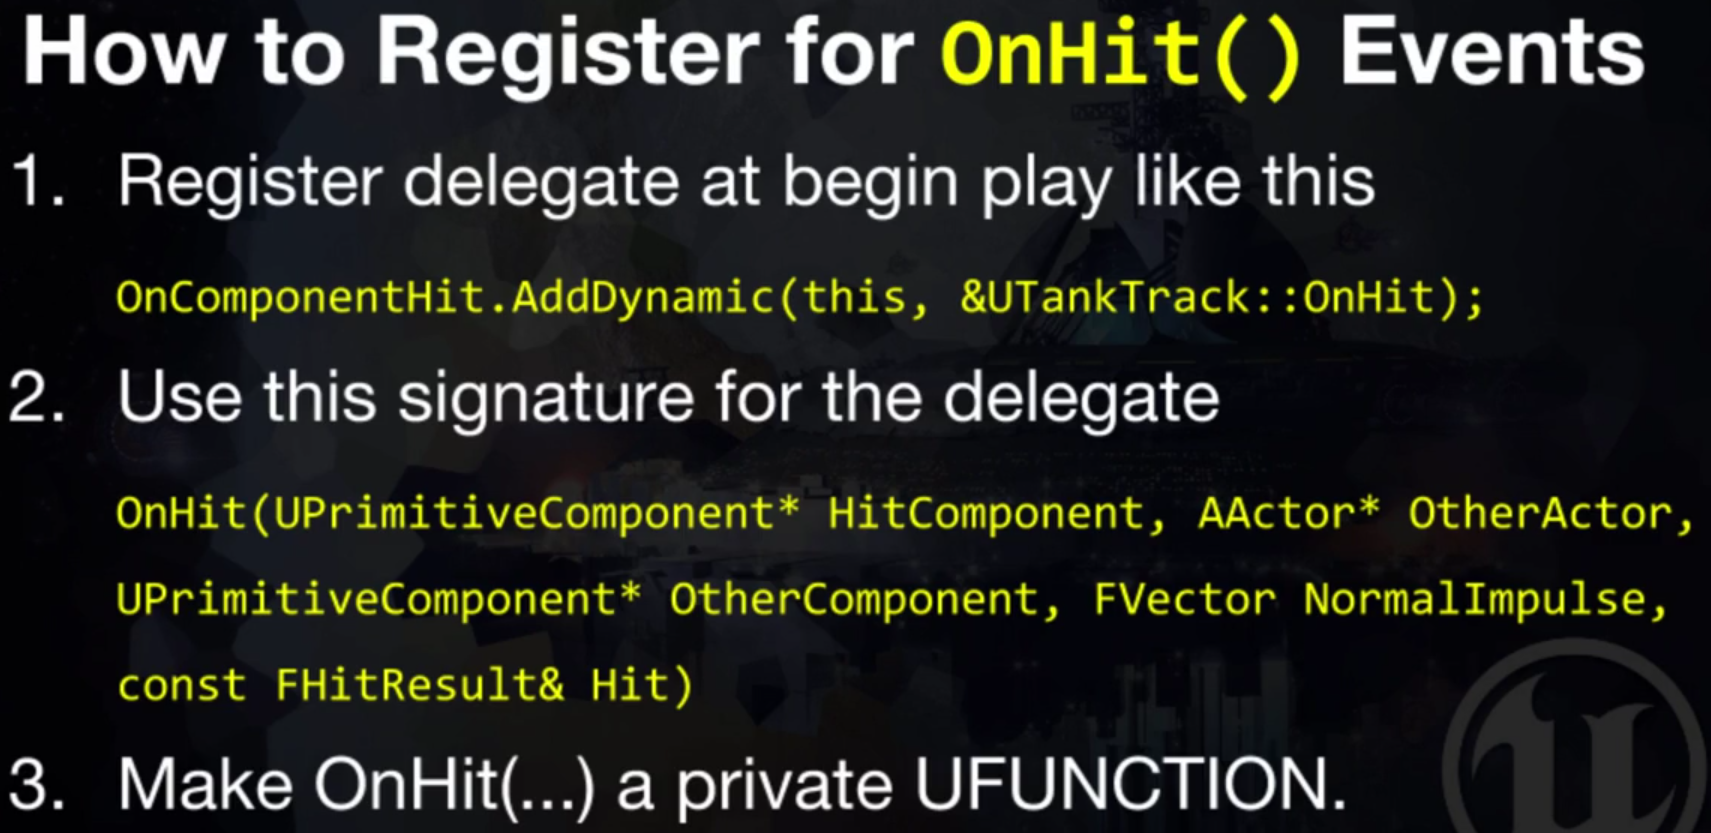 How to Register for OnHit() Events
1. Register delegate at begin play like this
OnComponentHit.AddDynamic(this, &UTankTrack::OnHit);
2. Use this signature for the delegate
OnHit(UPrimitiveComponent* HitComponent, AActor* OtherActor,
UPrimitiveComponent* OtherComponent, FVector NormalImpulse,
const FHitResult& Hit)
3. Make OnHit(...) a private UFUNCTION.